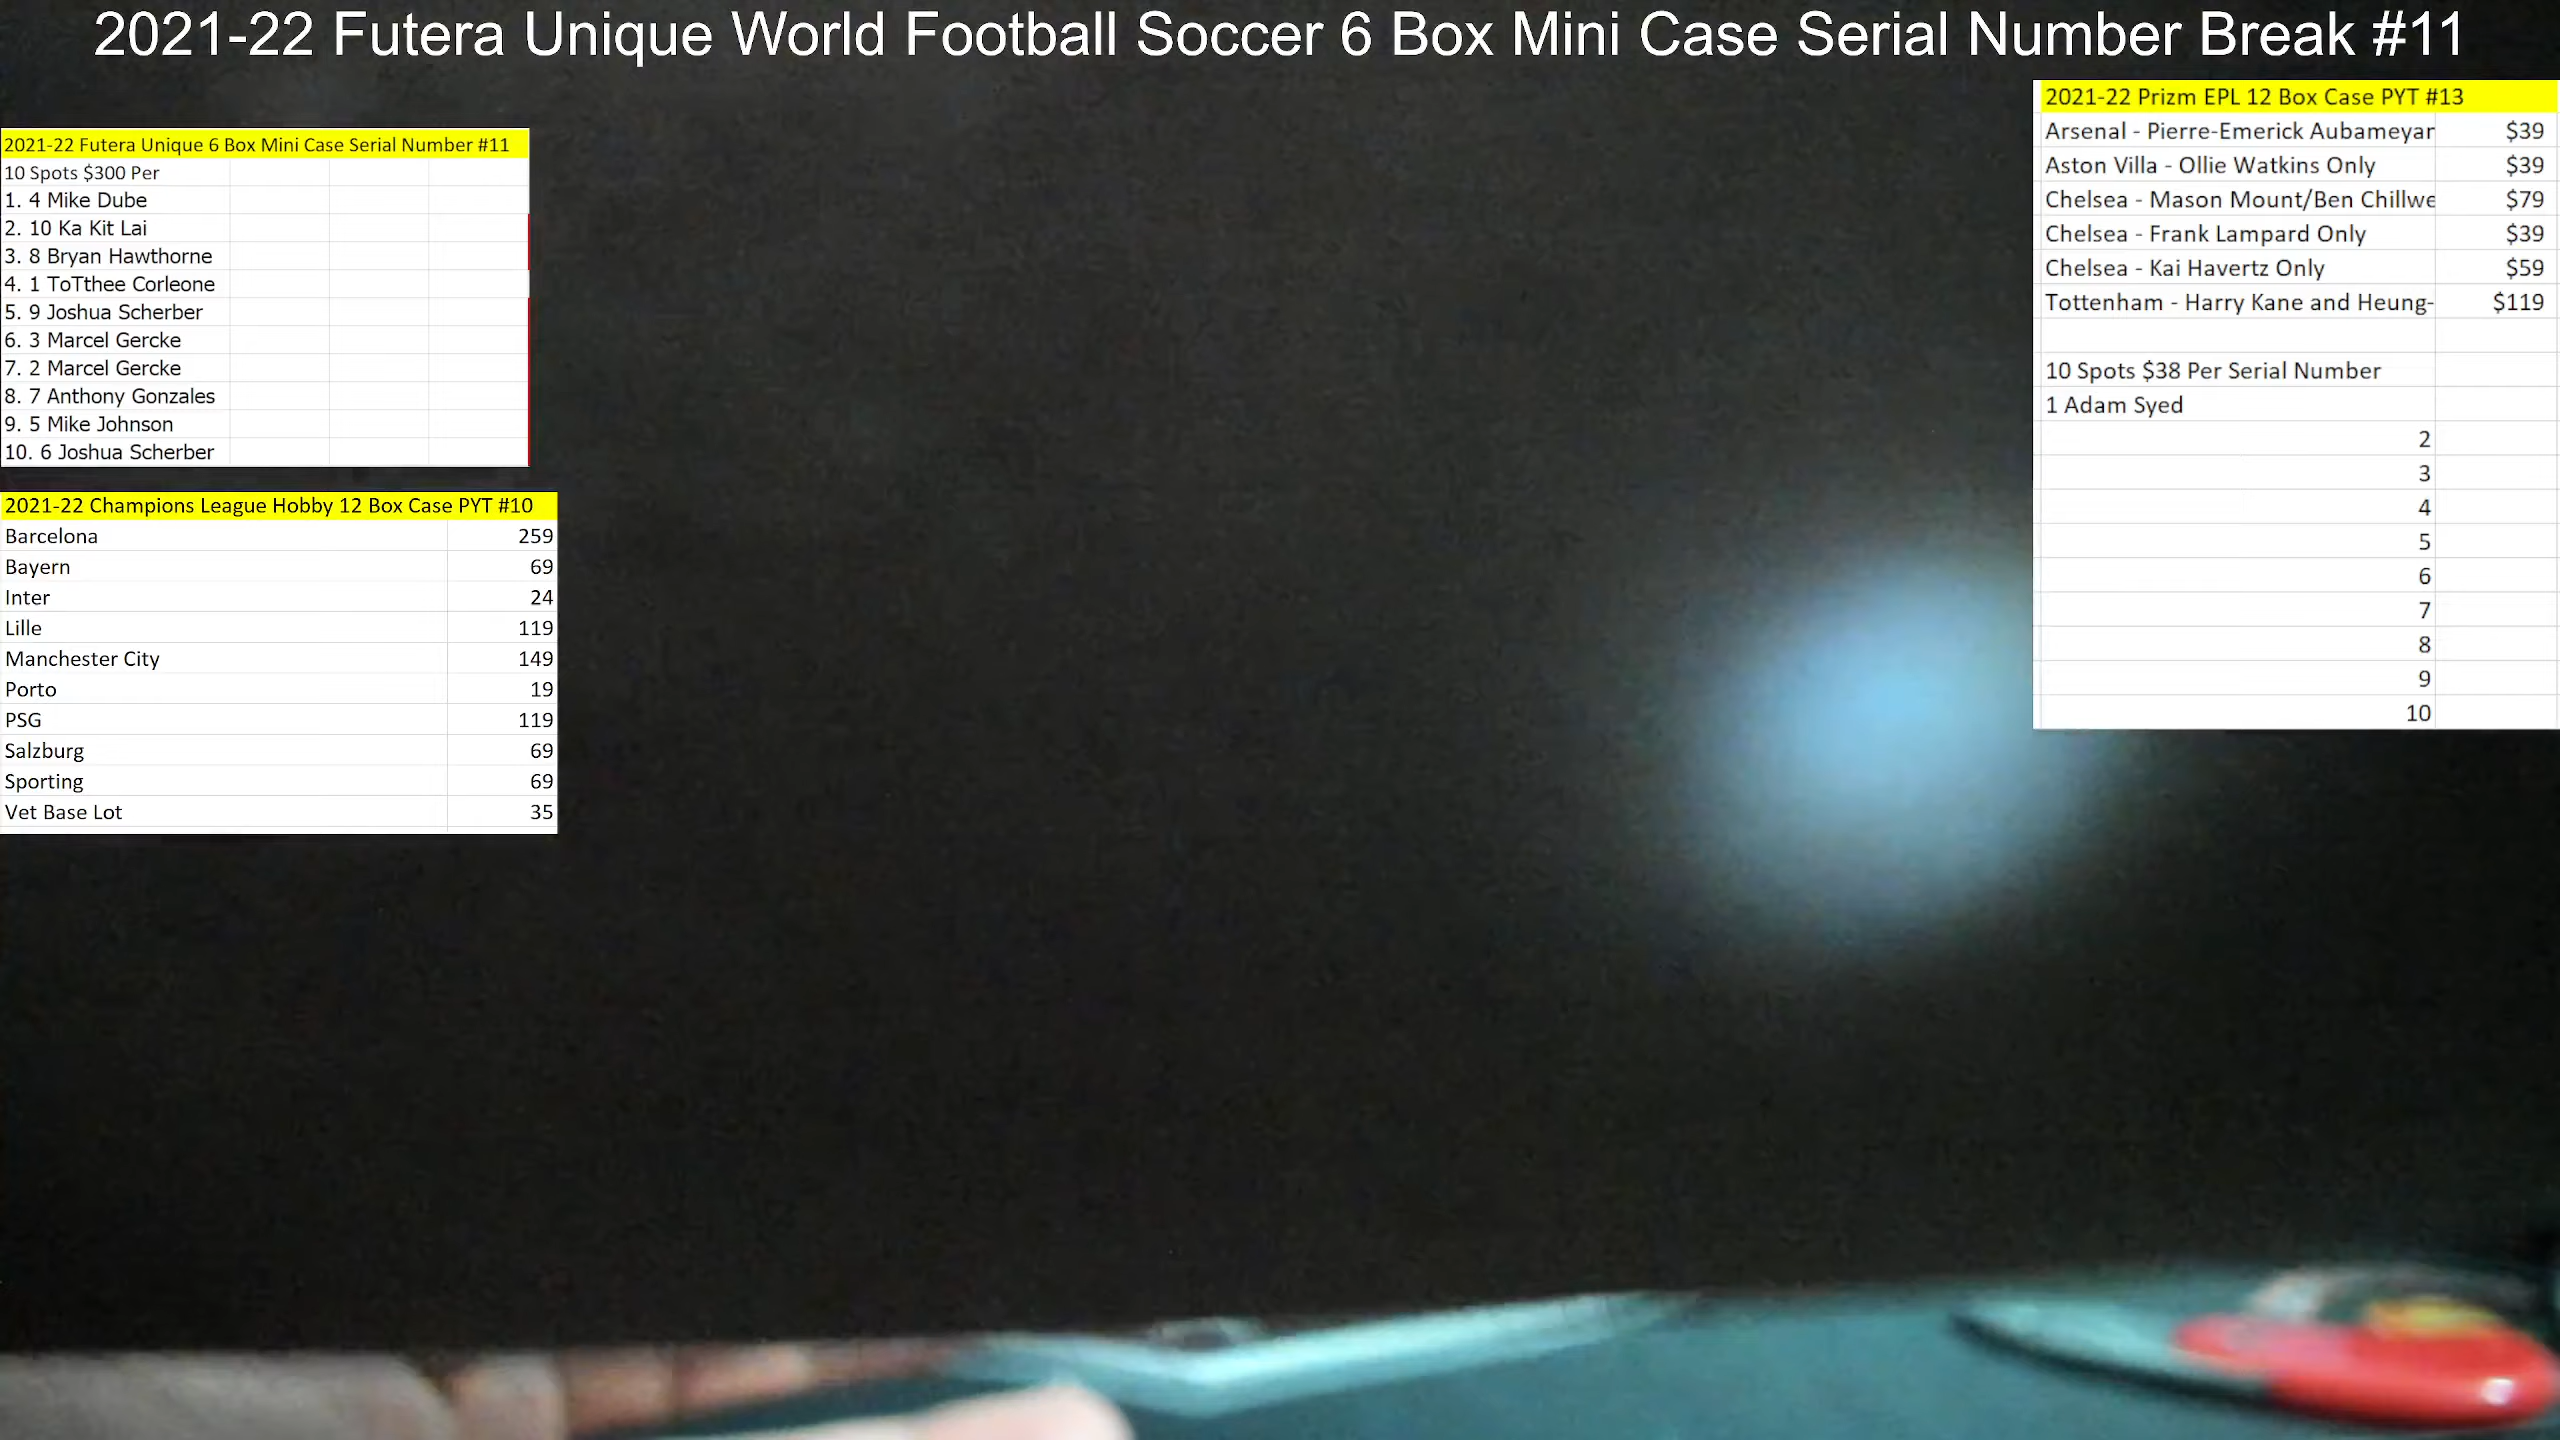 2021-22 Futera Unique World Football Soccer 6 Box Mini Case Serial Number Break #11
2021-22 Futera Unique 6 Box Mini Case Serial Number #11
10 Spots $300 Per
1. 4 Mike Dube
2. 10 Ka Kit Lai
3. 8 Bryan Hawthorne
4. 1 ToTthee Corleone
5. 9 Joshua Scherber
6. 3 Marcel Gercke
7. 2 Marcel Gercke
8. 7 Anthony Gonzales
9. 5 Mike Johnson
10. 6 Joshua Scherber
2021-22 Champions League Hobby 12 Box Case PYT #10
Barcelona 259
Bayern 69
Inter 24
Lille 119
Manchester City 149
Porto 19
PSG 119
Salzburg 69
Sporting 69
Vet Base Lot 35
2021-22 Prizm EPL 12 Box Case PYT #13
Arsenal - Pierre-Emerick Aubameyar $39
Aston Villa - Ollie Watkins Only $39
Chelsea - Mason Mount/Ben Chillwe $79
Chelsea - Frank Lampard Only $39
Chelsea - Kai Havertz Only $59
Tottenham - Harry Kane and Heung- $119
10 Spots $38 Per Serial Number
1 Adam Syed
2
3
4
5
6
7
8
9
10